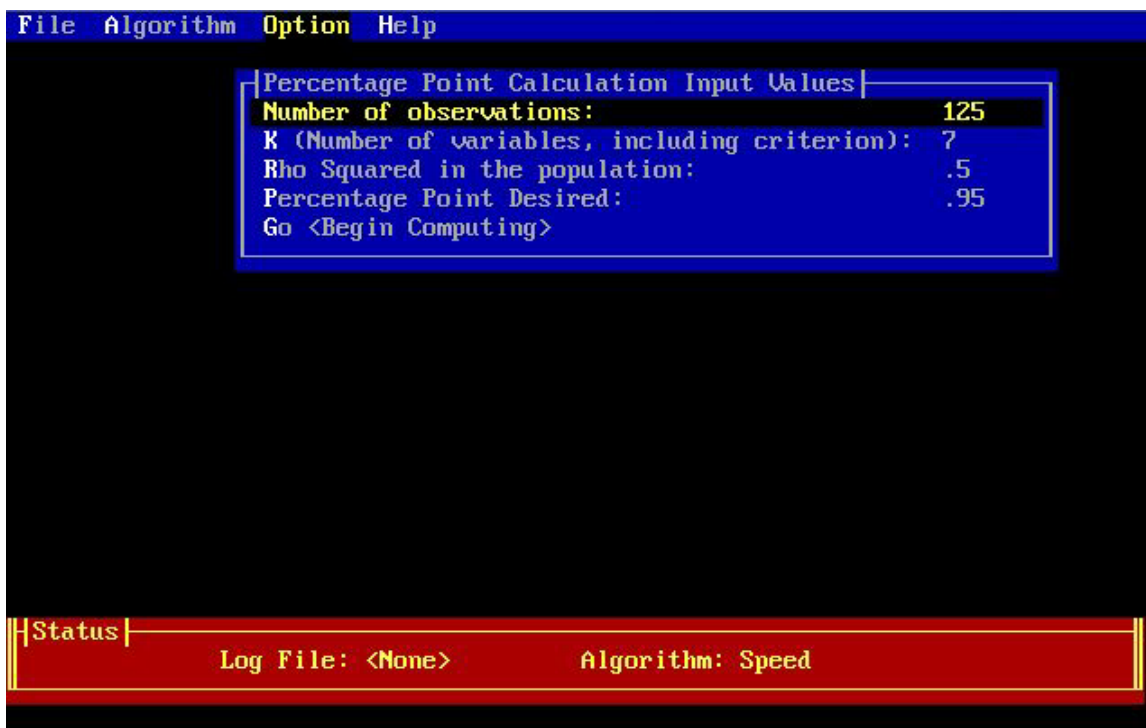 File Algorithm Option Help
Percentage Point Calculation Input Values
Number of observations: 125
K (Number of variables, including criterion): 7
Rho Squared in the population: .5
Percentage Point Desired: .95
Go <Begin Computing>
Status
Log File: <None> Algorithm: Speed